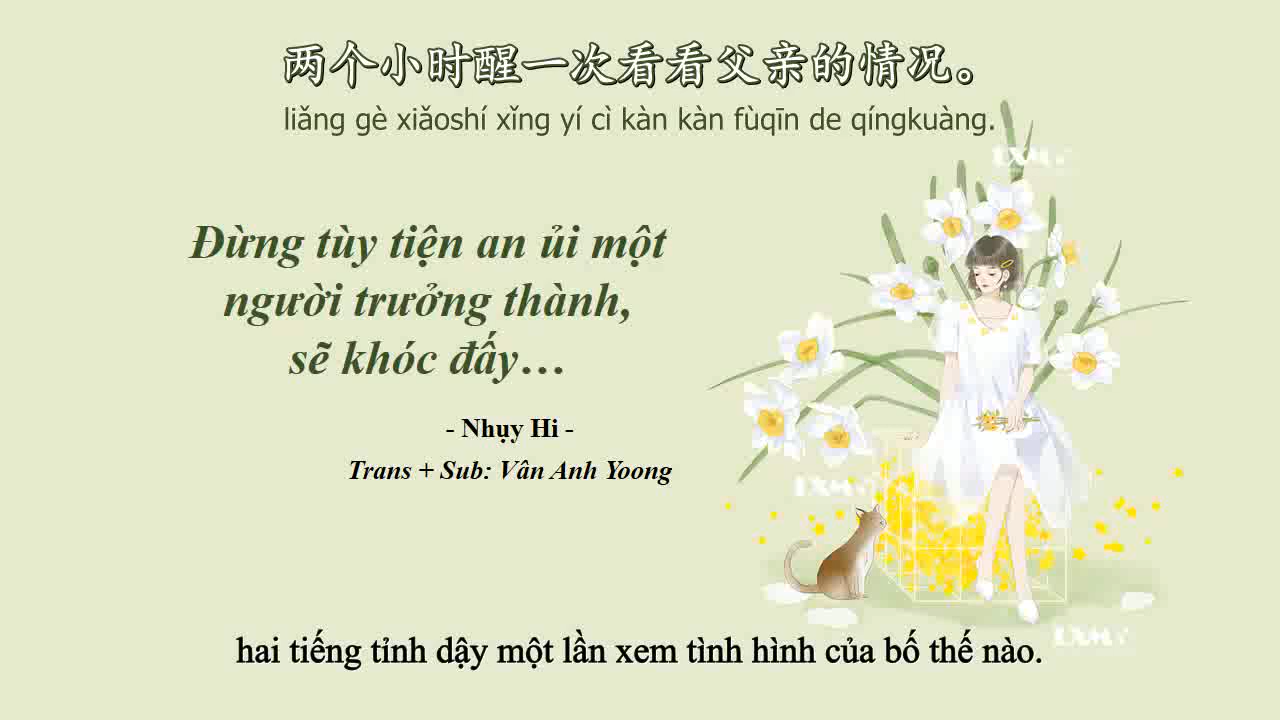 两个小时醒一次看看父亲的情况。
liǎng gè xiǎoshí xǐng yí cì kàn kàn fùqīn de qíngkuàng.
Đừng tùy tiện an ủi một
người trưởng thành,
sẽ khóc đấy…
- Nhụy Hi -
Trans + Sub: Vân Anh Yoong
hai tiếng tỉnh dậy một lần xem tình hình của bố thế nào.